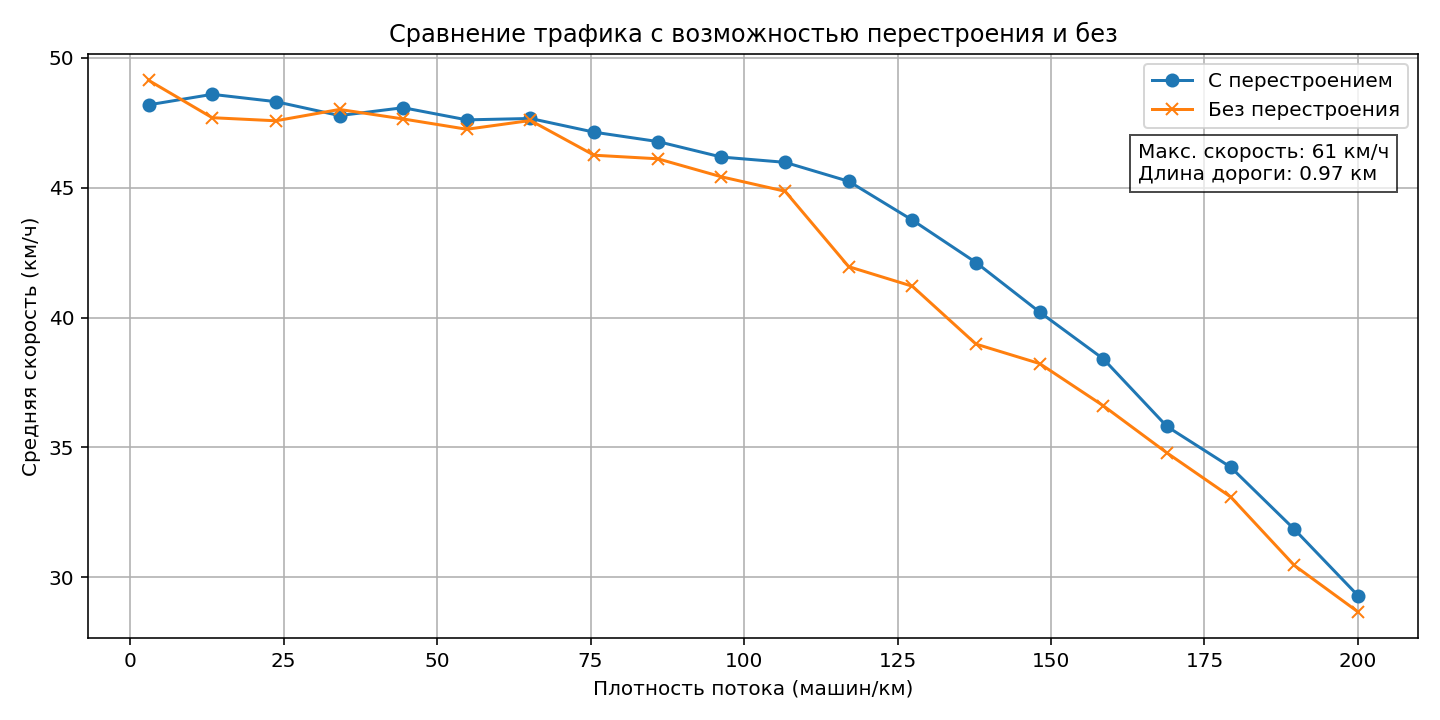 Сравнение трафика с возможностью перестроения и без
С перестроением
Без перестроения
Макс. скорость: 61 км/ч
Длина дороги: 0.97 км
Средняя скорость (км/ч)
50
45
40
35
30
0 25 50 75 100 125 150 175 200
Плотность потока (машин/км)